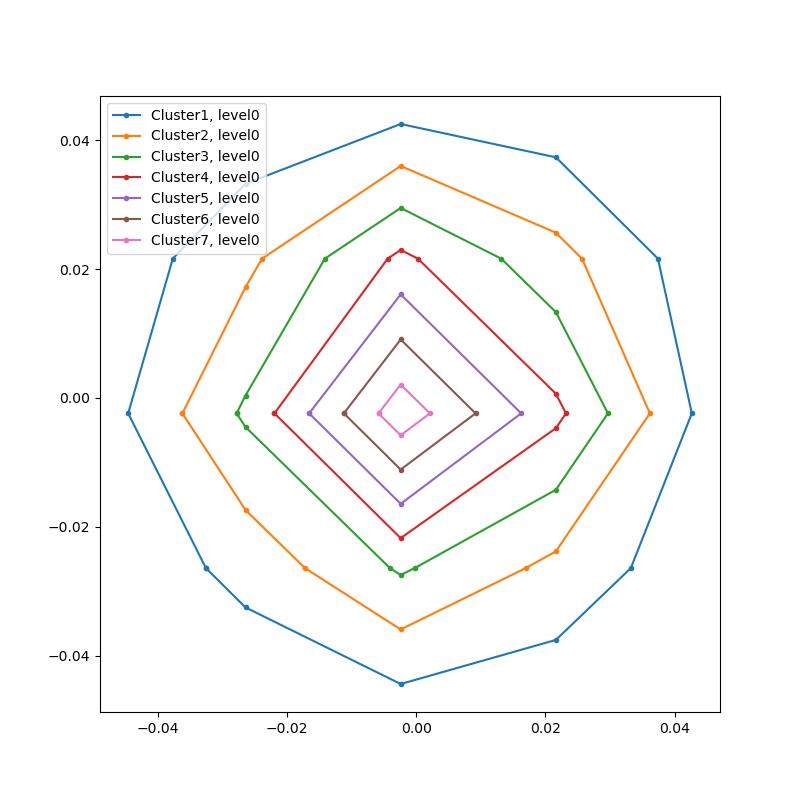 Cluster1, level0
Cluster2, level0
Cluster3, level0
Cluster4, level0
Cluster5, level0
Cluster6, level0
Cluster7, level0
0.04
0.02
0.00
−0.02
−0.04
−0.04 −0.02 0.00 0.02 0.04